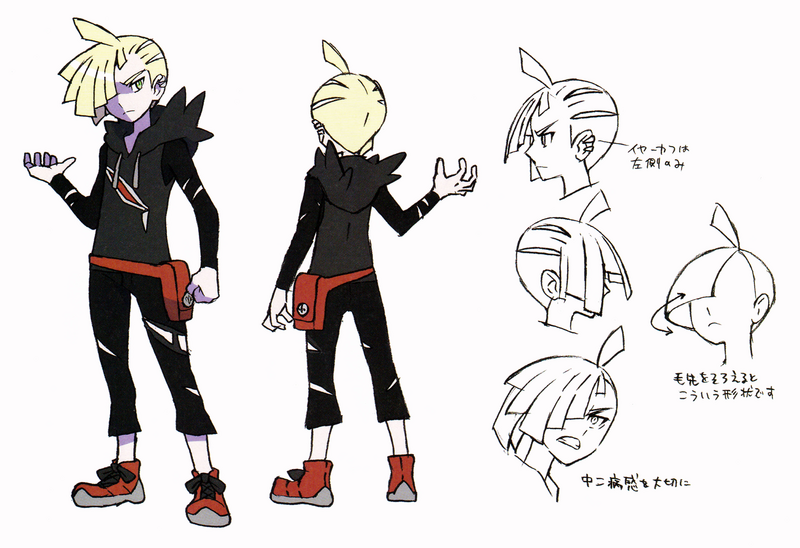 イヤーカフは
左側のみ
毛先をそろえると
こういう形状です
中二病感を大切に